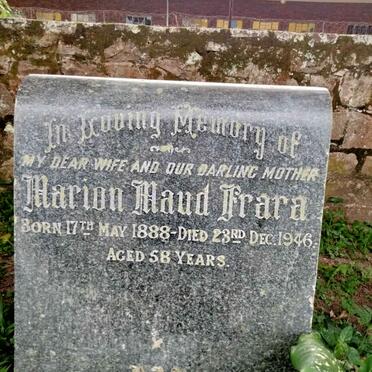 In Loving Memory of
MY DEAR WIFE AND OUR DARLING MOTHER
Marion Maud Frara
BORN 17TH MAY 1888-DIED 23RD DEC. 1946.
AGED 58 YEARS.